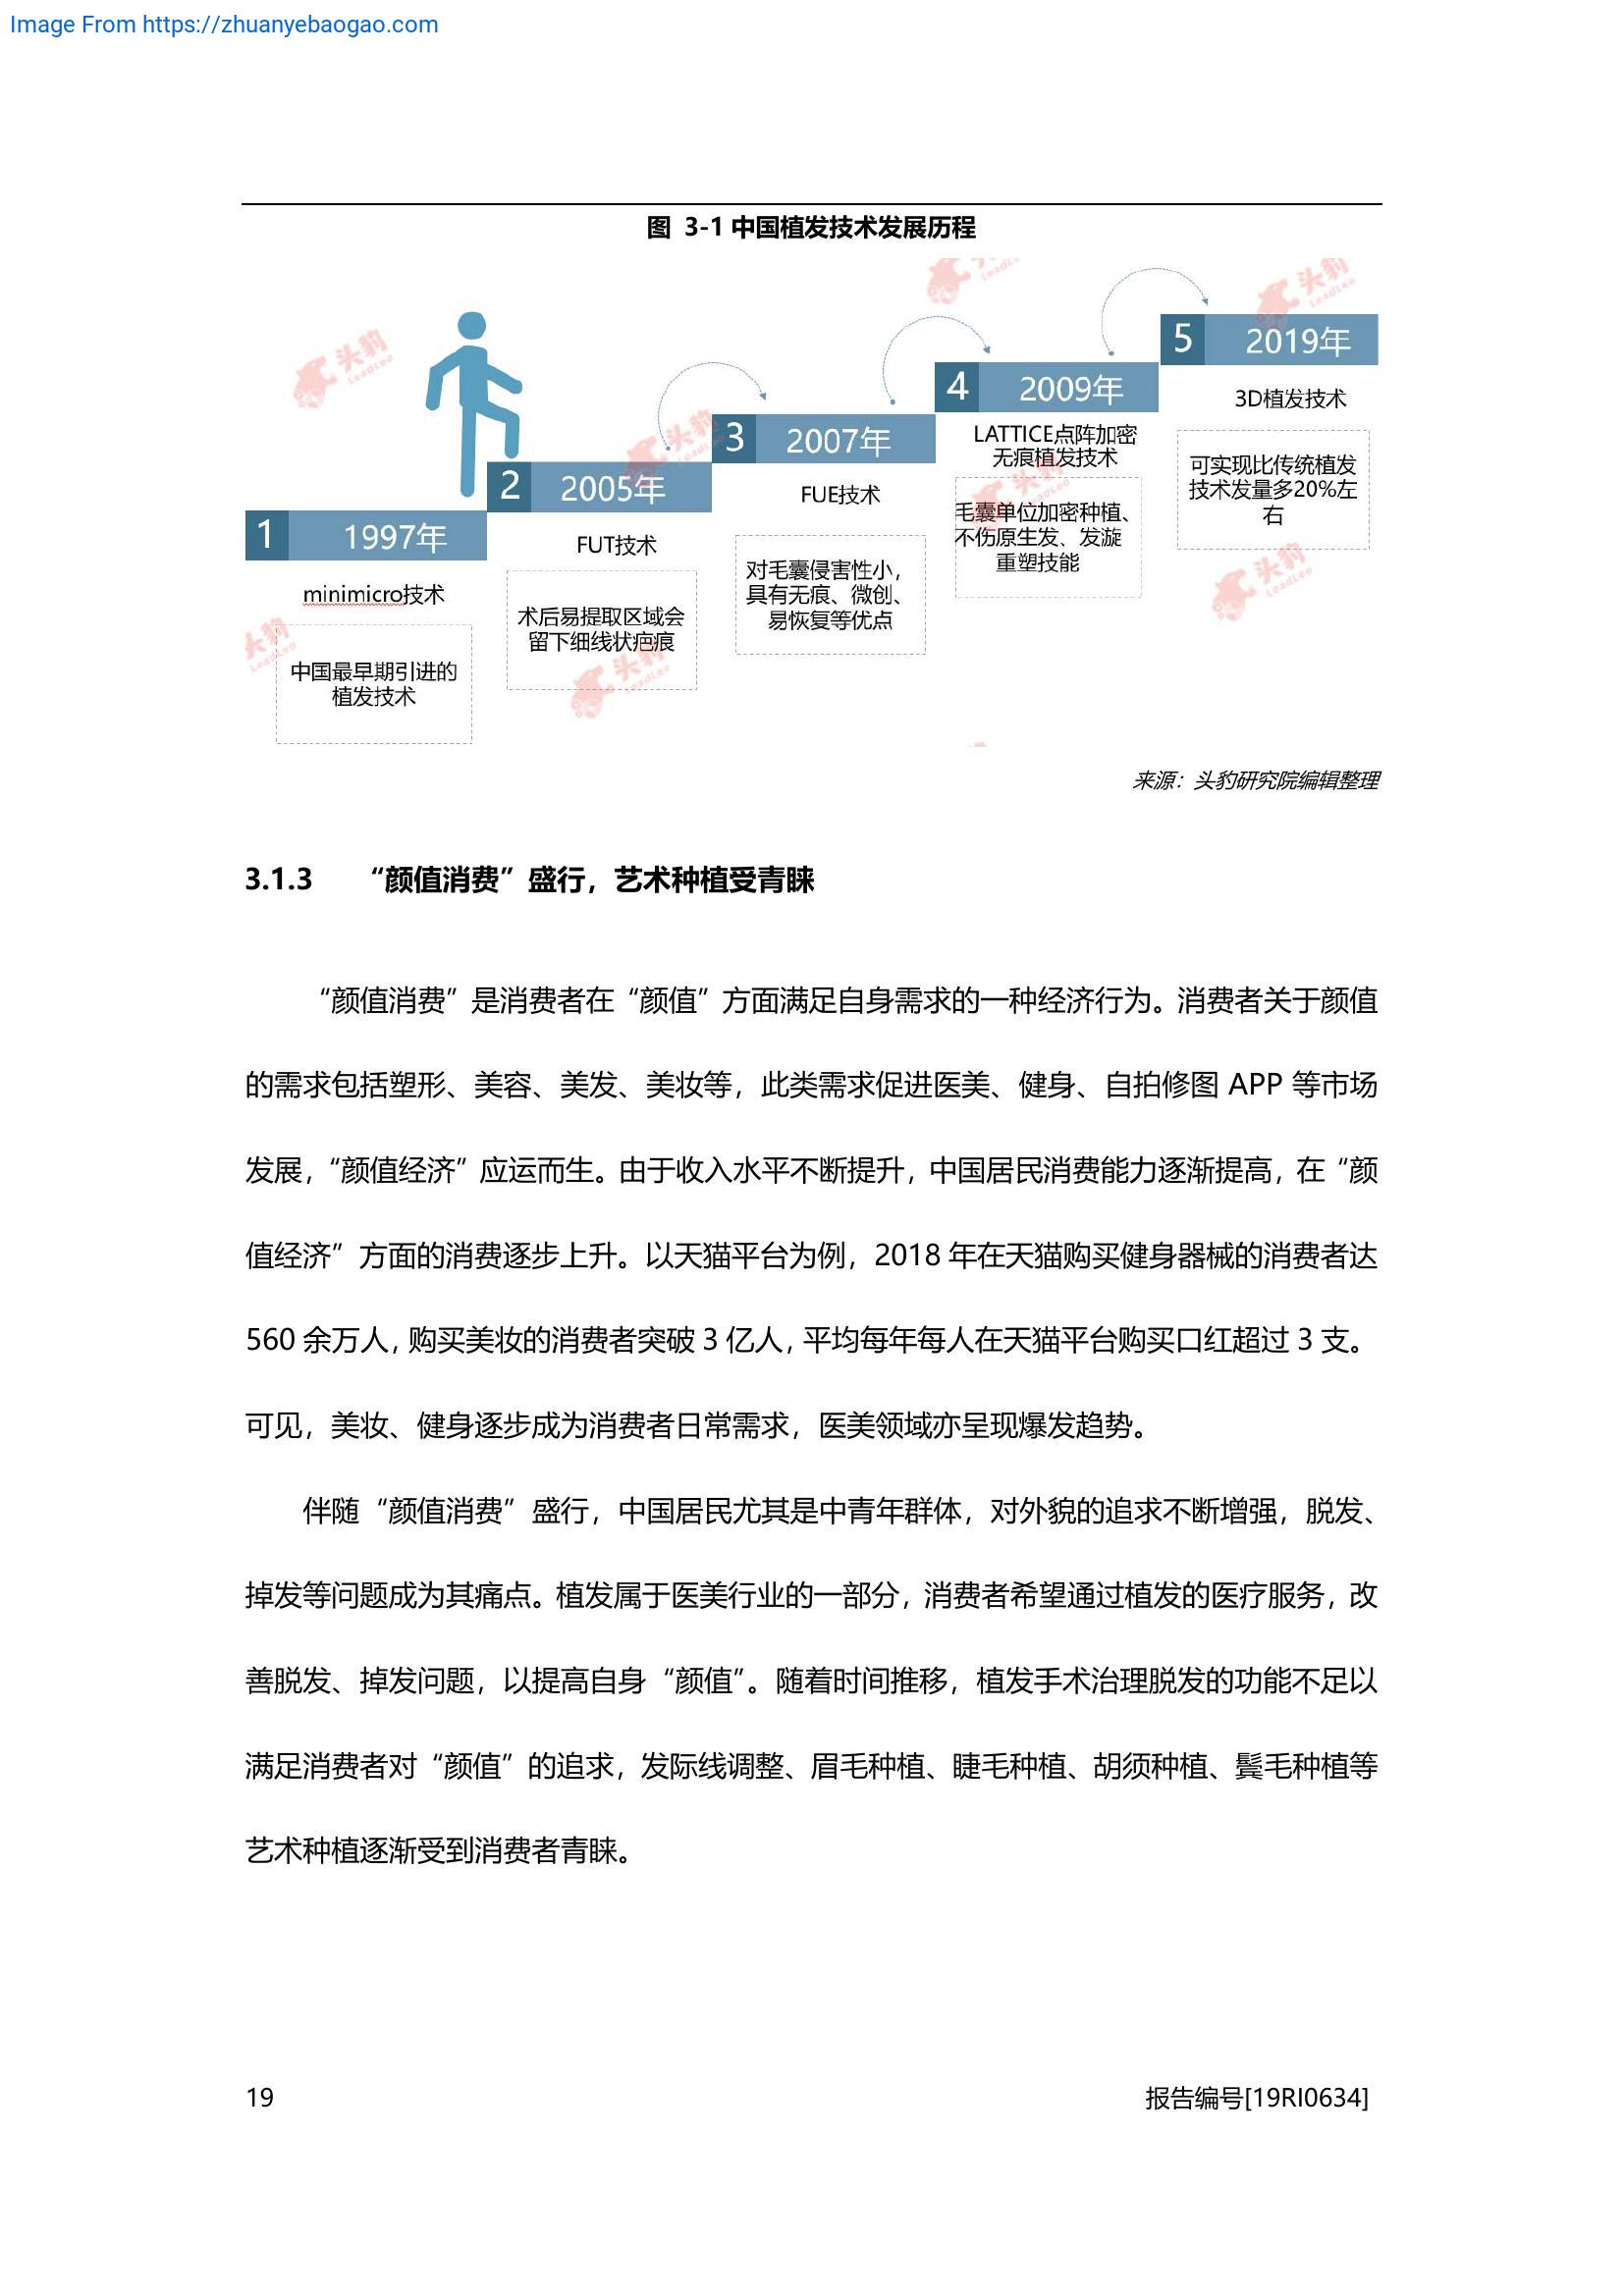 Image From https://zhuanyebaogao.com
图 3-1 中国植发技术发展历程
头豹
LeadLeo
1 1997年
minimicro技术
中国最早期引进的
植发技术
2 2005年
FUT技术
术后易提取区域会
留下细线状疤痕
3 2007年
FUE技术
对毛囊侵害性小，
具有无痕、微创、
易恢复等优点
4 2009年
LATTICE点阵加密
无痕植发技术
毛囊单位加密种植、
不伤原生发、发漩
重塑技能
5 2019年
3D植发技术
可实现比传统植发
技术发量多20%左
右
来源：头豹研究院编辑整理
3.1.3 “颜值消费”盛行，艺术种植受青睐
“颜值消费”是消费者在“颜值”方面满足自身需求的一种经济行为。消费者关于颜值
的需求包括塑形、美容、美发、美妆等，此类需求促进医美、健身、自拍修图 APP 等市场
发展，“颜值经济”应运而生。由于收入水平不断提升，中国居民消费能力逐渐提高，在“颜
值经济”方面的消费逐步上升。以天猫平台为例，2018 年在天猫购买健身器械的消费者达
560 余万人，购买美妆的消费者突破 3 亿人，平均每年每人在天猫平台购买口红超过 3 支。
可见，美妆、健身逐步成为消费者日常需求，医美领域亦呈现爆发趋势。
伴随“颜值消费”盛行，中国居民尤其是中青年群体，对外貌的追求不断增强，脱发、
掉发等问题成为其痛点。植发属于医美行业的一部分，消费者希望通过植发的医疗服务，改
善脱发、掉发问题，以提高自身“颜值”。随着时间推移，植发手术治理脱发的功能不足以
满足消费者对“颜值”的追求，发际线调整、眉毛种植、睫毛种植、胡须种植、鬓毛种植等
艺术种植逐渐受到消费者青睐。
19
报告编号[19RI0634]